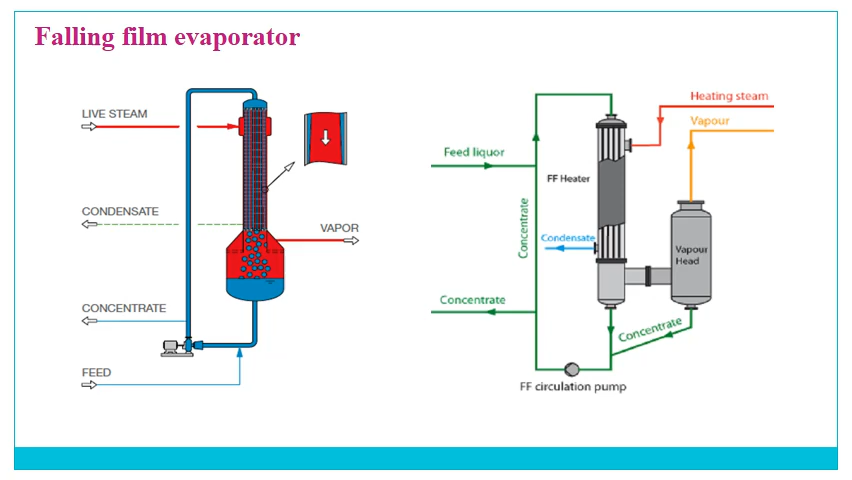 Falling film evaporator
LIVE STEAM
CONDENSATE
VAPOR
CONCENTRATE
FEED
Heating steam
Vapour
Feed liquor
FF Heater
Concentrate
Condensate
Vapour
Head
Concentrate
Concentrate
FF circulation pump